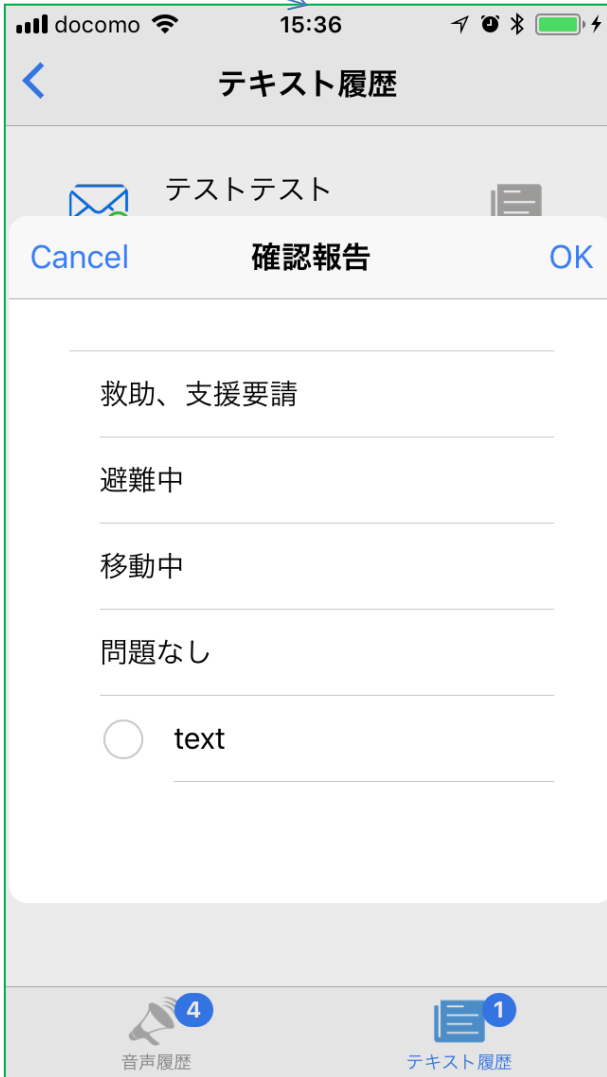 docomo 15:36
テキスト履歴
テストテスト
Cancel 確認報告 OK
救助、支援要請
避難中
移動中
問題なし
text
4 1
音声履歴 テキスト履歴